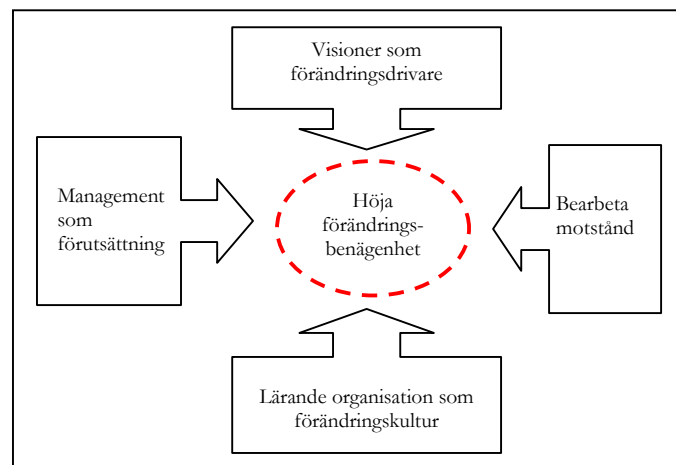 Visioner som
förändringsdrivare
Management
som
förutsättning
Höja
förändrings-
benägenhet
Bearbeta
motstånd
Lärande organisation som
förändringskultur